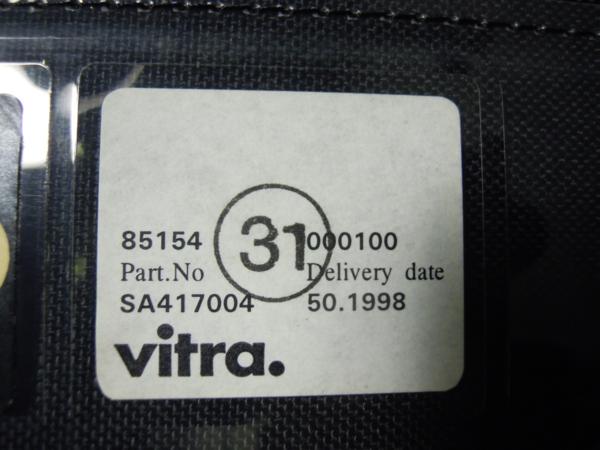 85154 31 000100
Part.No Delivery date
SA417004 50.1998
vitra.